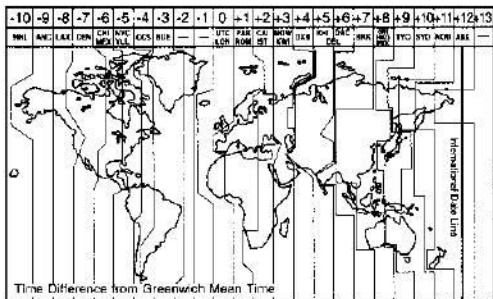 -10 -9 -8 -7 -6 -5 -4 -3 -2 -1 0 +1 +2 +3 +4 +5 +6 +7 +8 +9 +10 +11 +12 +13
HNL ANC LAX DEN CHI MEX NYC YUL CCS BUE — — UTC LON PAR ROM CAI IST MOW KWI DXB KHI DAC DEL BKK TYO SYD AKL —
International Date Line
Time Difference from Greenwich Mean Time